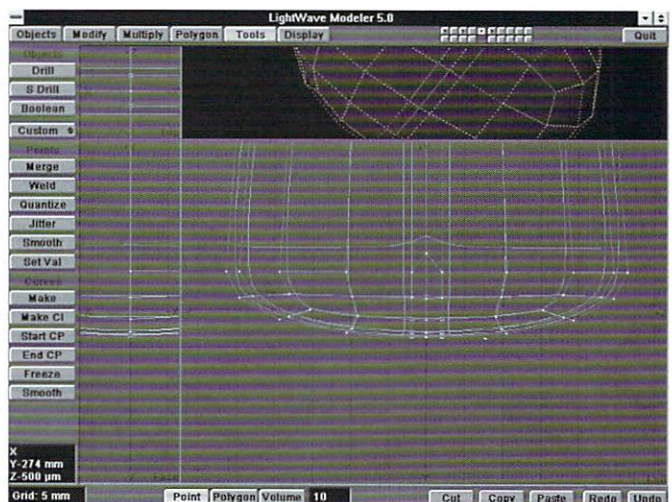 LightWave Modeler 5.0
Objects Modify Multiply Polygon Tools Display Quit
Objects
Drill
S Drill
Boolean
Custom
Points
Merge
Weld
Quantize
Jitter
Smooth
Set Val
Curves
Make
Make Cl
Start CP
End CP
Freeze
Smooth
X
Y-274 mm
Z-500 µm
Grid: 5 mm Point Polygon Volume 10 Cut Copy Paste Redo Undo